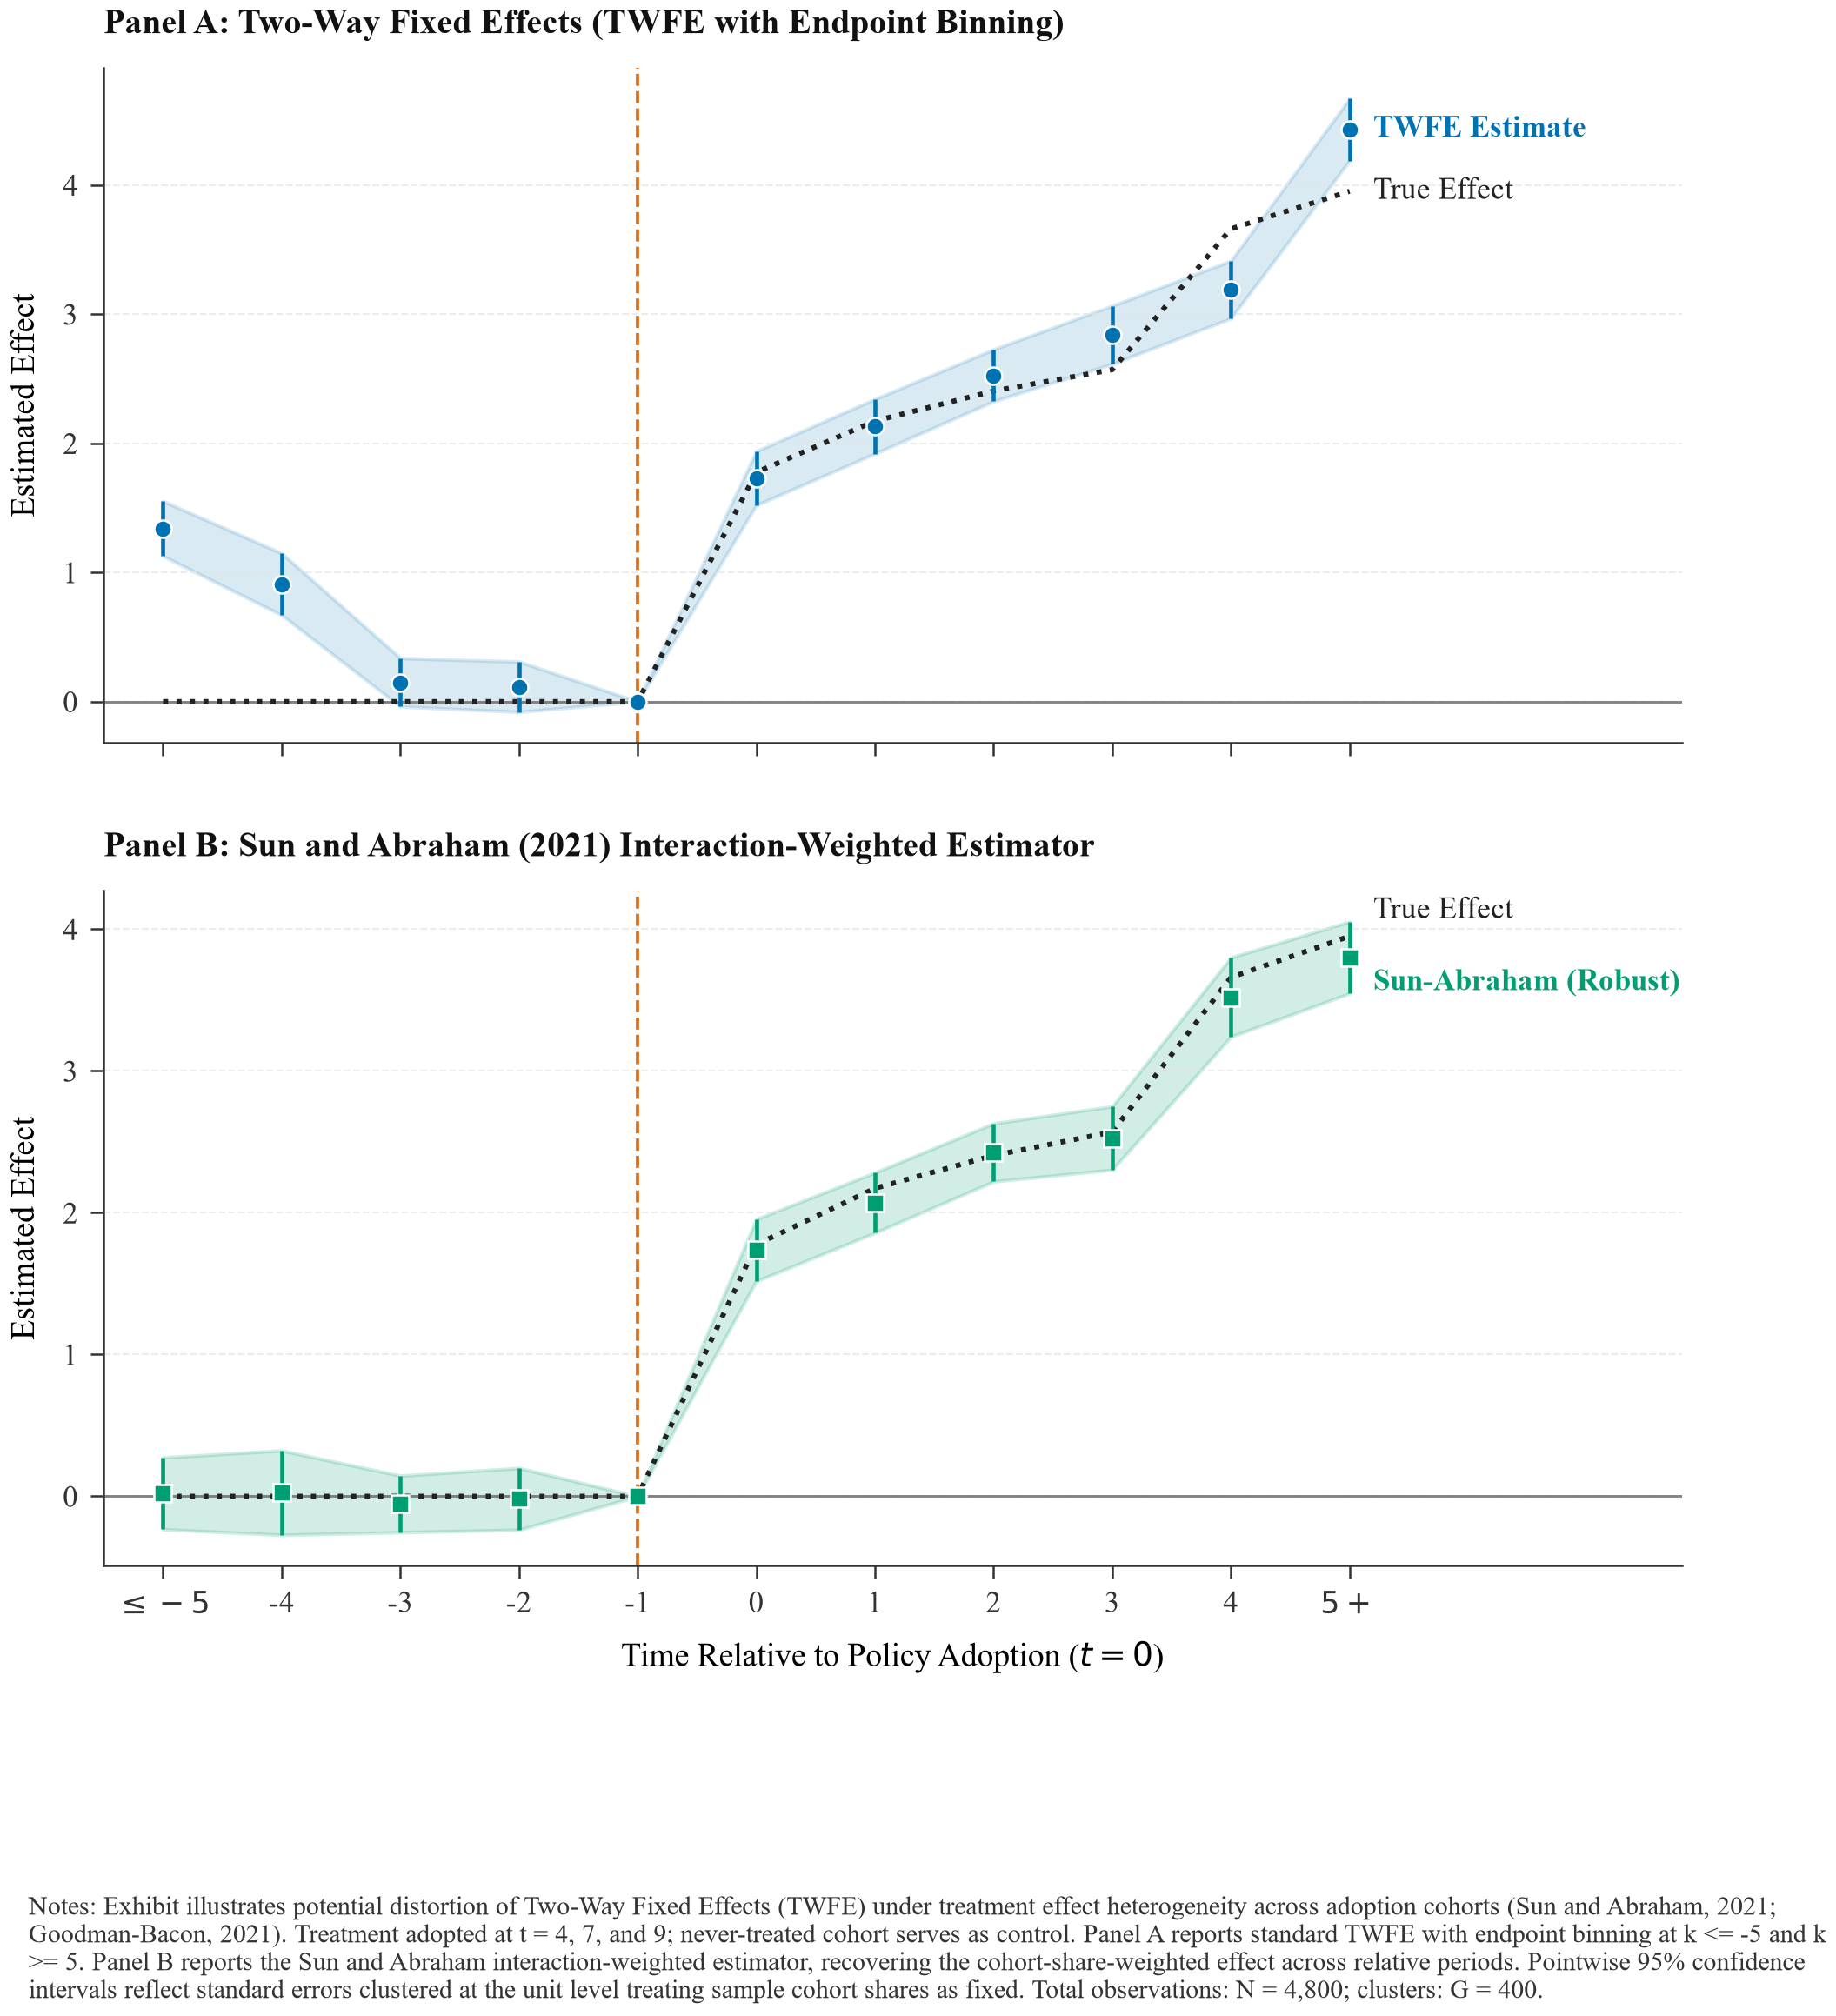 Panel A: Two-Way Fixed Effects (TWFE with Endpoint Binning)
Estimated Effect
4
3
2
1
0
TWFE Estimate
True Effect
Panel B: Sun and Abraham (2021) Interaction-Weighted Estimator
Estimated Effect
4
3
2
1
0
True Effect
Sun-Abraham (Robust)
≤ −5 -4 -3 -2 -1 0 1 2 3 4 5+
Time Relative to Policy Adoption (t = 0)
Notes: Exhibit illustrates potential distortion of Two-Way Fixed Effects (TWFE) under treatment effect heterogeneity across adoption cohorts (Sun and Abraham, 2021;
Goodman-Bacon, 2021). Treatment adopted at t = 4, 7, and 9; never-treated cohort serves as control. Panel A reports standard TWFE with endpoint binning at k <= -5 and k
>= 5. Panel B reports the Sun and Abraham interaction-weighted estimator, recovering the cohort-share-weighted effect across relative periods. Pointwise 95% confidence
intervals reflect standard errors clustered at the unit level treating sample cohort shares as fixed. Total observations: N = 4,800; clusters: G = 400.